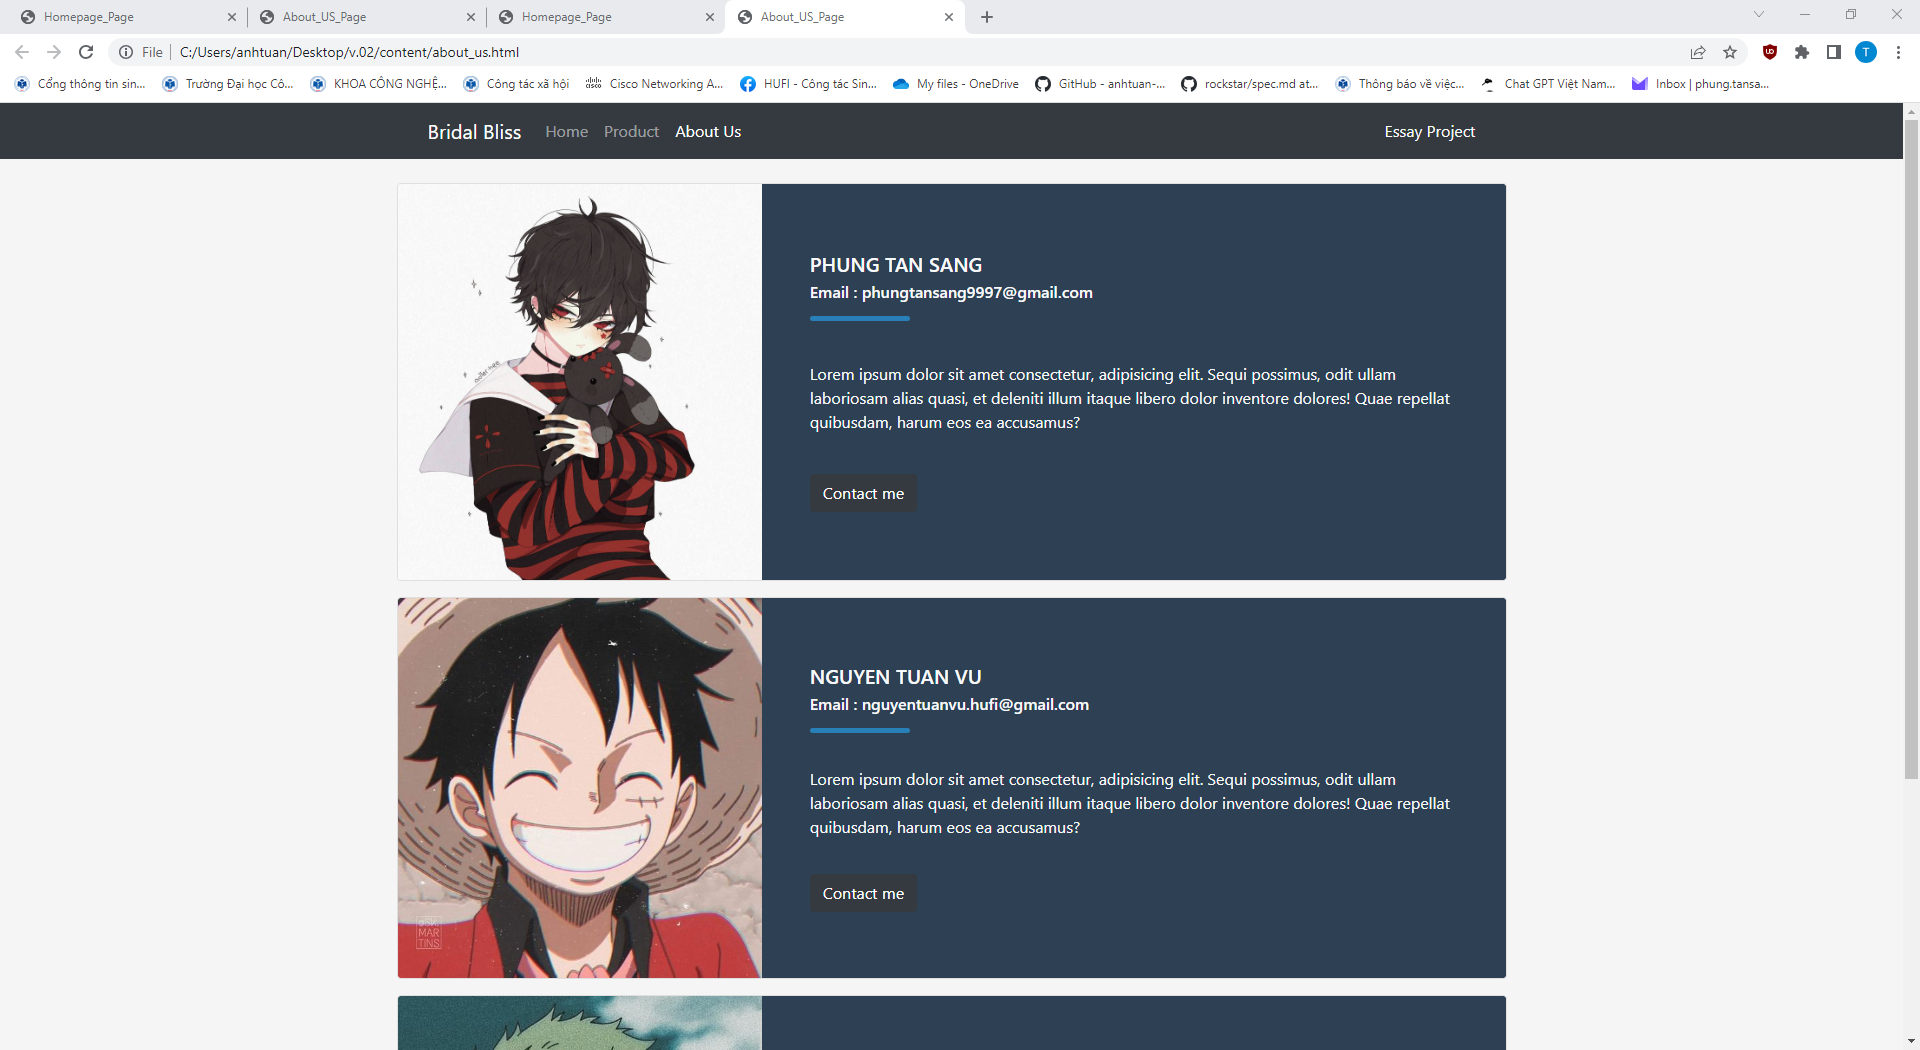 Homepage_Page
About_US_Page
Homepage_Page
About_US_Page
File
C:/Users/anhtuan/Desktop/v.02/content/about_us.html
T
Cổng thông tin sin...
Trường Đại học Cô...
KHOA CÔNG NGHỆ...
Công tác xã hội
Cisco Networking A...
HUFI - Công tác Sin...
My files - OneDrive
GitHub - anhtuan-...
rockstar/spec.md at...
Thông báo về việc...
Chat GPT Việt Nam...
Inbox | phung.tansa...
Bridal Bliss
Home
Product
About Us
Essay Project
PHUNG TAN SANG
Email : phungtansang9997@gmail.com
Lorem ipsum dolor sit amet consectetur, adipisicing elit. Sequi possimus, odit ullam
laboriosam alias quasi, et deleniti illum itaque libero dolor inventore dolores! Quae repellat
quibusdam, harum eos ea accusamus?
Contact me
NGUYEN TUAN VU
Email : nguyentuanvu.hufi@gmail.com
Lorem ipsum dolor sit amet consectetur, adipisicing elit. Sequi possimus, odit ullam
laboriosam alias quasi, et deleniti illum itaque libero dolor inventore dolores! Quae repellat
quibusdam, harum eos ea accusamus?
Contact me
MAR
TINS